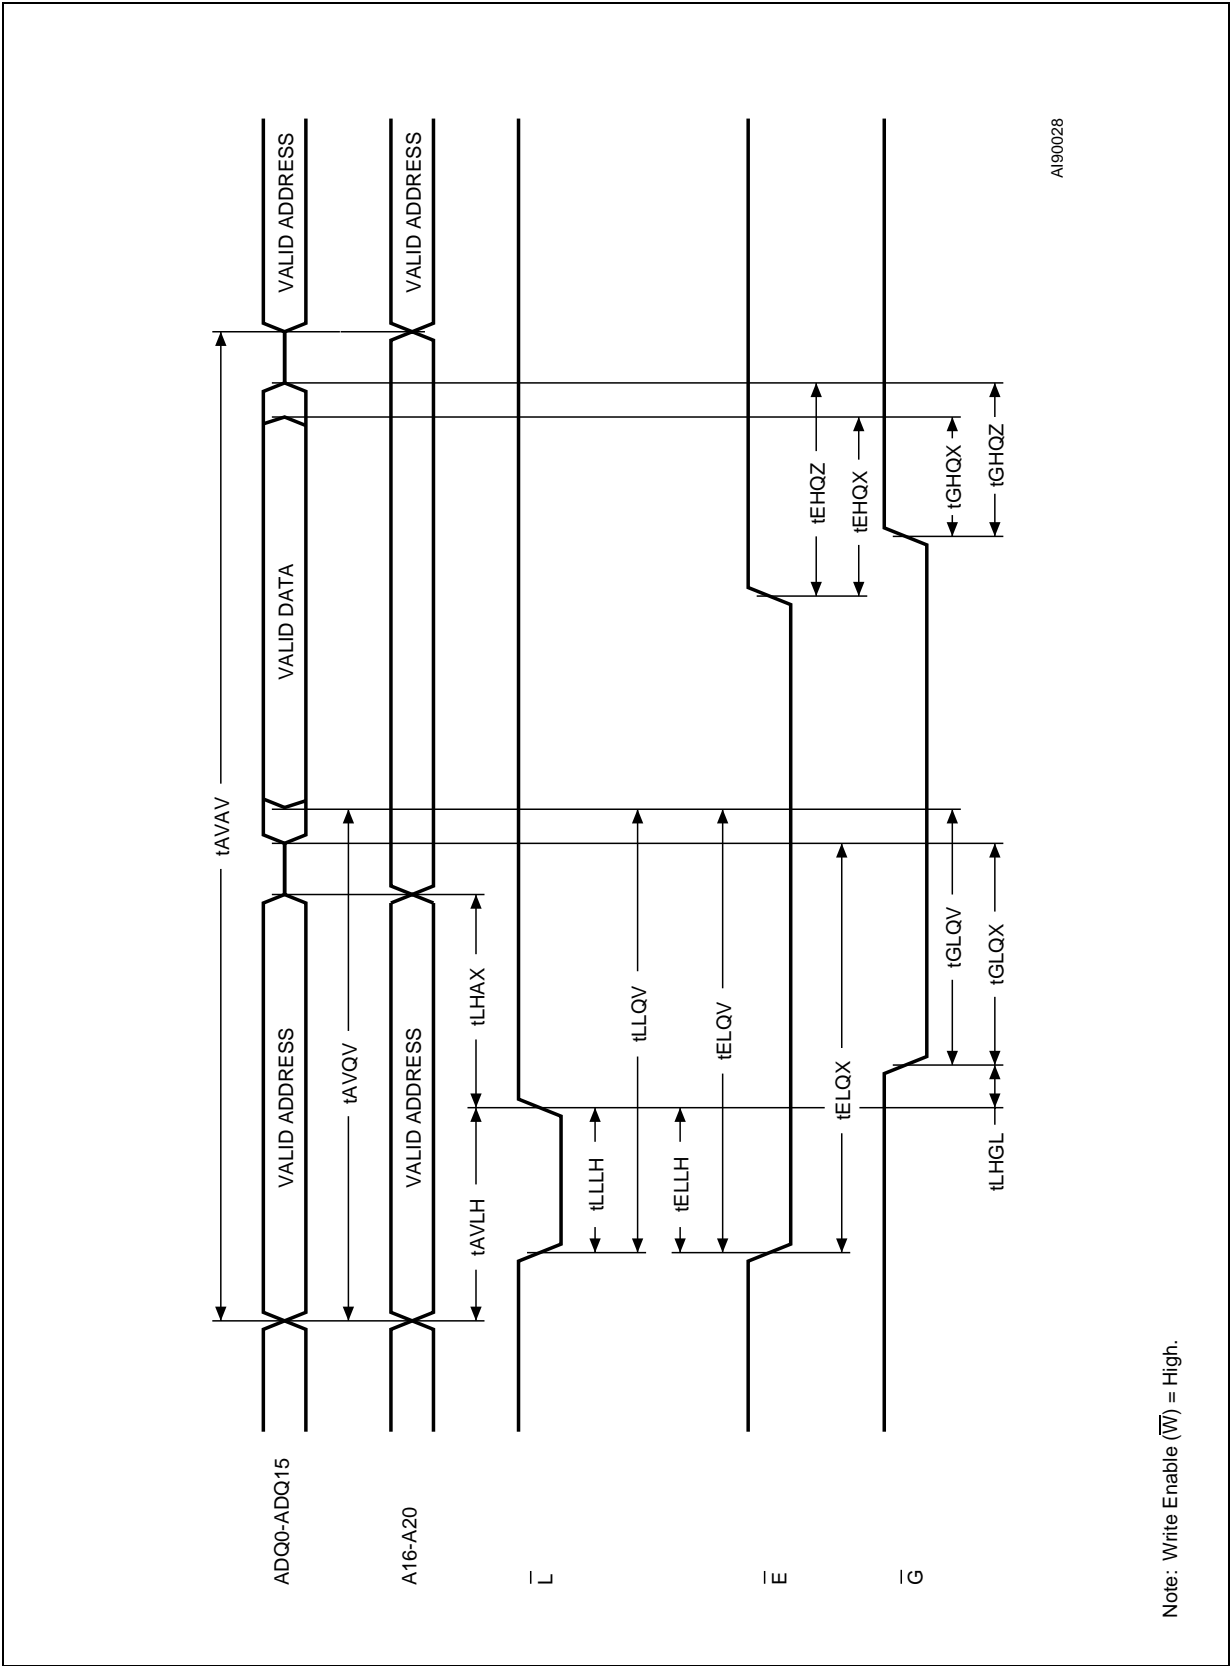 tAVAV
ADQ0-ADQ15
VALID ADDRESS
VALID DATA
VALID ADDRESS
tAVQV
A16-A20
VALID ADDRESS
VALID ADDRESS
tAVLH
tLHAX
L̅
tLLLH
tLLQV
tELLH
tELQV
E̅
tEHQZ
tELQX
tEHQX
G̅
tGLQV
tGHQX
tLHGL
tGLQX
tGHQZ
AI90028
Note: Write Enable (W̅) = High.